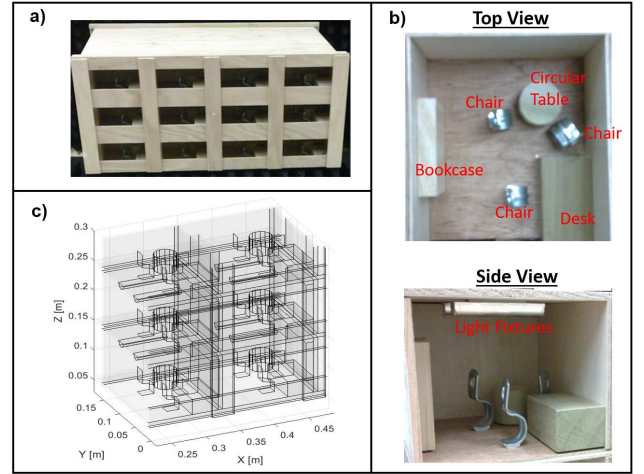 a)
b)
Top View
Circular
Table
Chair
Chair
Bookcase
Chair
Desk
Side View
Light Fixtures
c)
0.3
0.25
0.2
0.15
0.1
0.05
Z [m]
0.15
0.1
0.05
0
Y [m]
0.25
0.3
0.35
0.4
0.45
X [m]